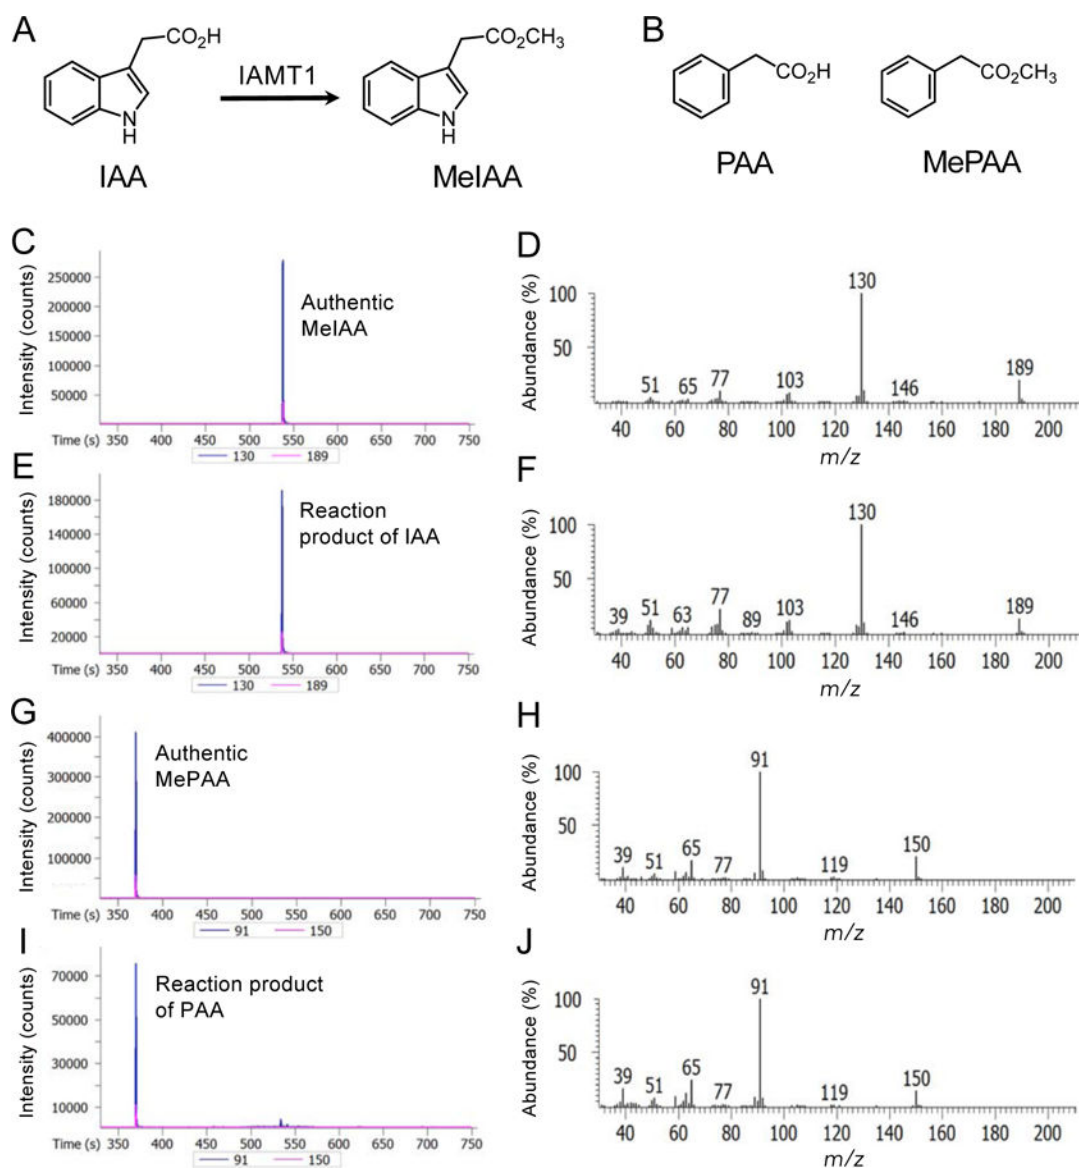 A
CO2H
N
H
IAA
IAMT1
CO2CH3
N
H
MeIAA
B
CO2H
PAA
CO2CH3
MePAA
C
Intensity (counts)
250000
200000
150000
100000
50000
Authentic
MeIAA
Time (s) 350 400 450 500 550 600 650 700 750
130 189
D
Abundance (%)
100
50
51 65 77 103 130 146 189
40 60 80 100 120 140 160 180 200
m/z
E
Intensity (counts)
180000
140000
100000
60000
20000
Reaction
product of IAA
Time (s) 350 400 450 500 550 600 650 700 750
130 189
F
Abundance (%)
100
50
39 51 63 77 89 103 130 146 189
40 60 80 100 120 140 160 180 200
m/z
G
Intensity (counts)
400000
300000
200000
100000
Authentic
MePAA
Time (s) 350 400 450 500 550 600 650 700 750
91 150
H
Abundance (%)
100
50
39 51 65 77 91 119 150
40 60 80 100 120 140 160 180 200
m/z
I
Intensity (counts)
70000
50000
30000
10000
Reaction product
of PAA
Time (s) 350 400 450 500 550 600 650 700 750
91 150
J
Abundance (%)
100
50
39 51 65 77 91 119 150
40 60 80 100 120 140 160 180 200
m/z